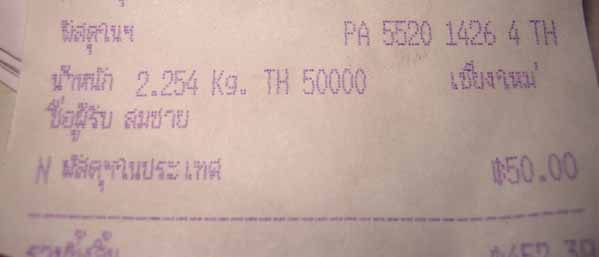 พัสดุในฯ PA 5520 1426 4 TH
น้ำหนัก 2.254 Kg. TH 50000 เชียงใหม่
ชื่อผู้รับ สมชาย
N พัสดุฯในประเทศ ฿50.00